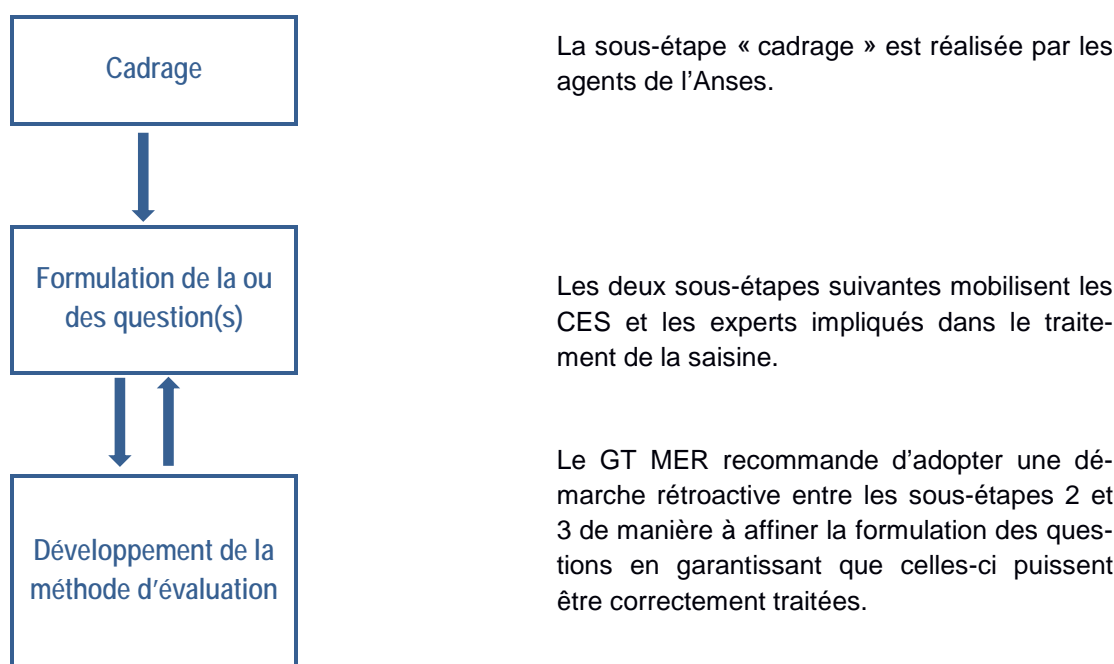 Cadrage
La sous-étape « cadrage » est réalisée par les
agents de l'Anses.
Formulation de la ou
des question(s)
Les deux sous-étapes suivantes mobilisent les
CES et les experts impliqués dans le traite-
ment de la saisine.
Développement de la
méthode d'évaluation
Le GT MER recommande d'adopter une dé-
marche rétroactive entre les sous-étapes 2 et
3 de manière à affiner la formulation des ques-
tions en garantissant que celles-ci puissent
être correctement traitées.